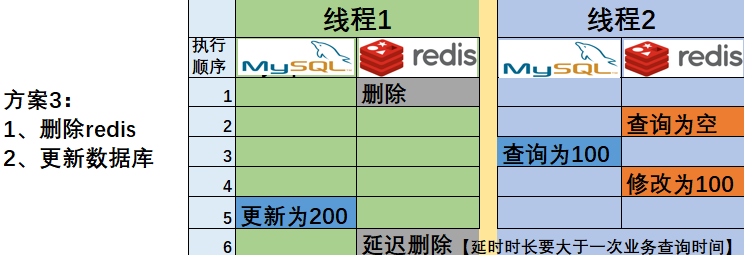 线程1 线程2
执行顺序 MySQL redis MySQL redis
方案3：
1、删除redis
2、更新数据库
1 删除
2 查询为空
3 查询为100
4 修改为100
5 更新为200
6 延迟删除【延时时长要大于一次业务查询时间】